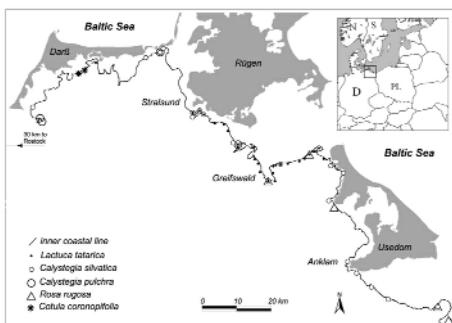 Baltic Sea
Darß
Rügen
N
S
D
PL
Stralsund
30 km to
Rostock
Baltic Sea
Greifswald
Usedom
Anklam
Inner coastal line
Lactuca tatarica
Calystegia silvatica
Calystegia pulchra
Rosa rugosa
Cotula coronopifolia
0 10 20 km
N